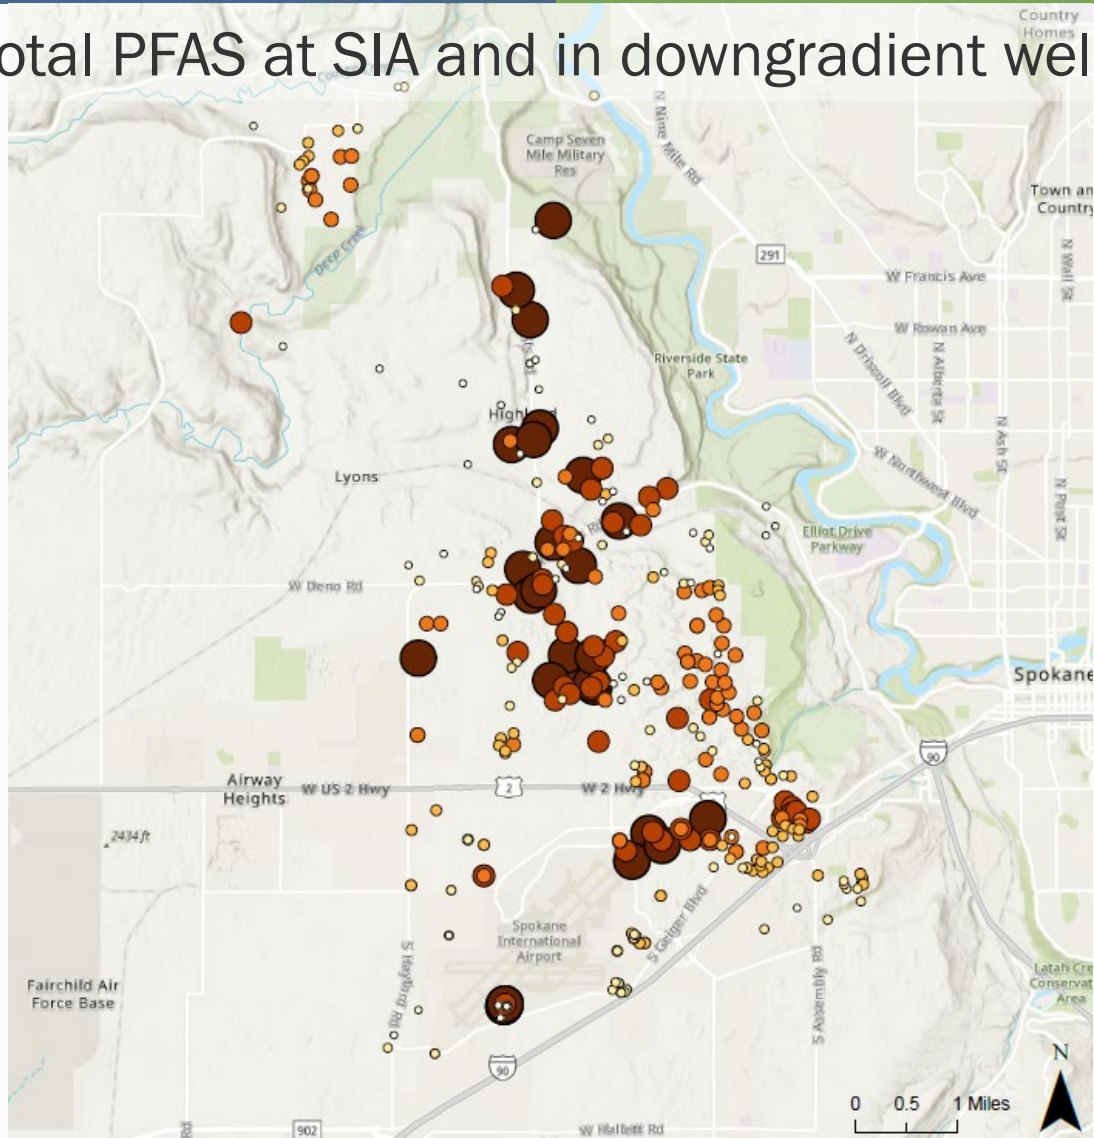 otal PFAS at SIA and in downgradient wel
Country
Homes
N Nine Mile Rd
Camp Seven
Mile Military
Res
Town an
Country
Deep Creek
291
N Wall St
W Francis Ave
W Rowan Ave
N Driscoll Blvd
N Alberta St
Riverside State
Park
N Ash St
Lyons
W Northwest Blvd
N Post St
Elliot Drive
Parkway
W Deno Rd
Spokane
90
Airway
Heights
W US 2 Hwy
2
W 2 Hwy
2434 ft
S Geiger Blvd
Spokane
International
Airport
S Hayford Rd
S Assembly Rd
Fairchild Air
Force Base
Latah Cre
Conservat
Area
N
90
0 0.5 1 Miles
902
Rd
W Hallett Rd